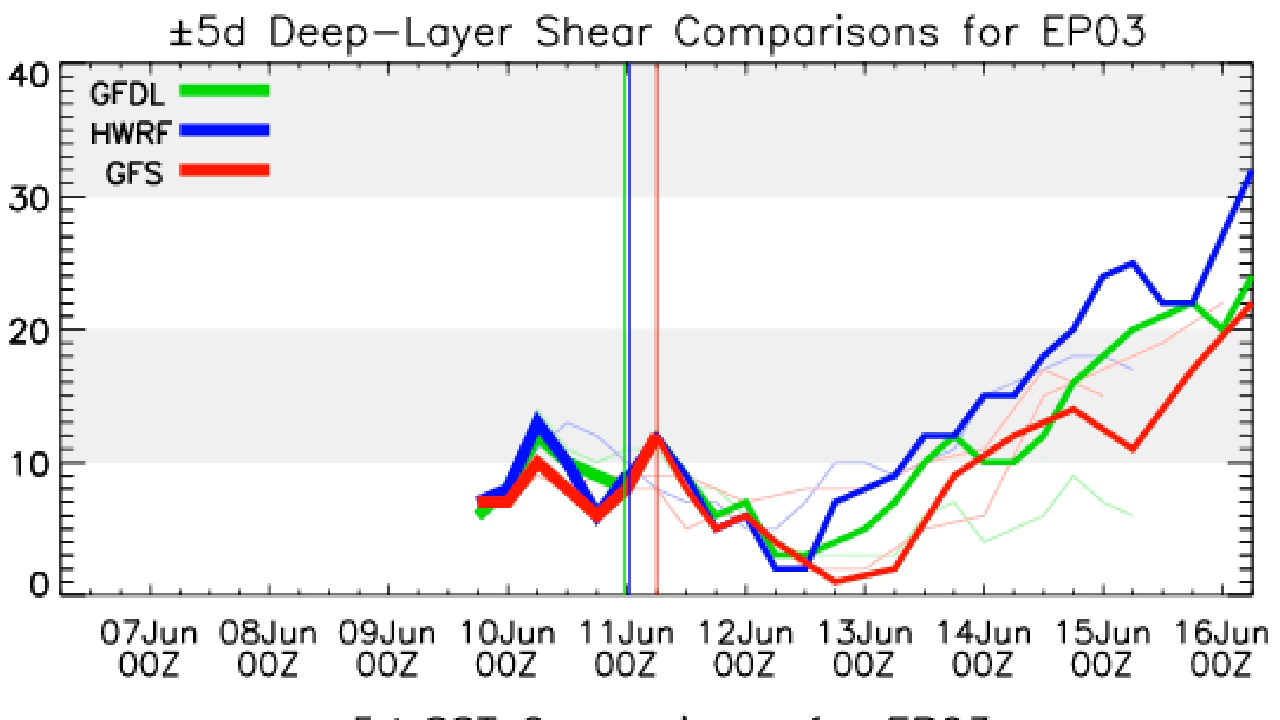 ±5d Deep-Layer Shear Comparisons for EP03
40
GFDL
HWRF
GFS
30
20
10
0
07Jun 08Jun 09Jun 10Jun 11Jun 12Jun 13Jun 14Jun 15Jun 16Jun
00Z 00Z 00Z 00Z 00Z 00Z 00Z 00Z 00Z 00Z